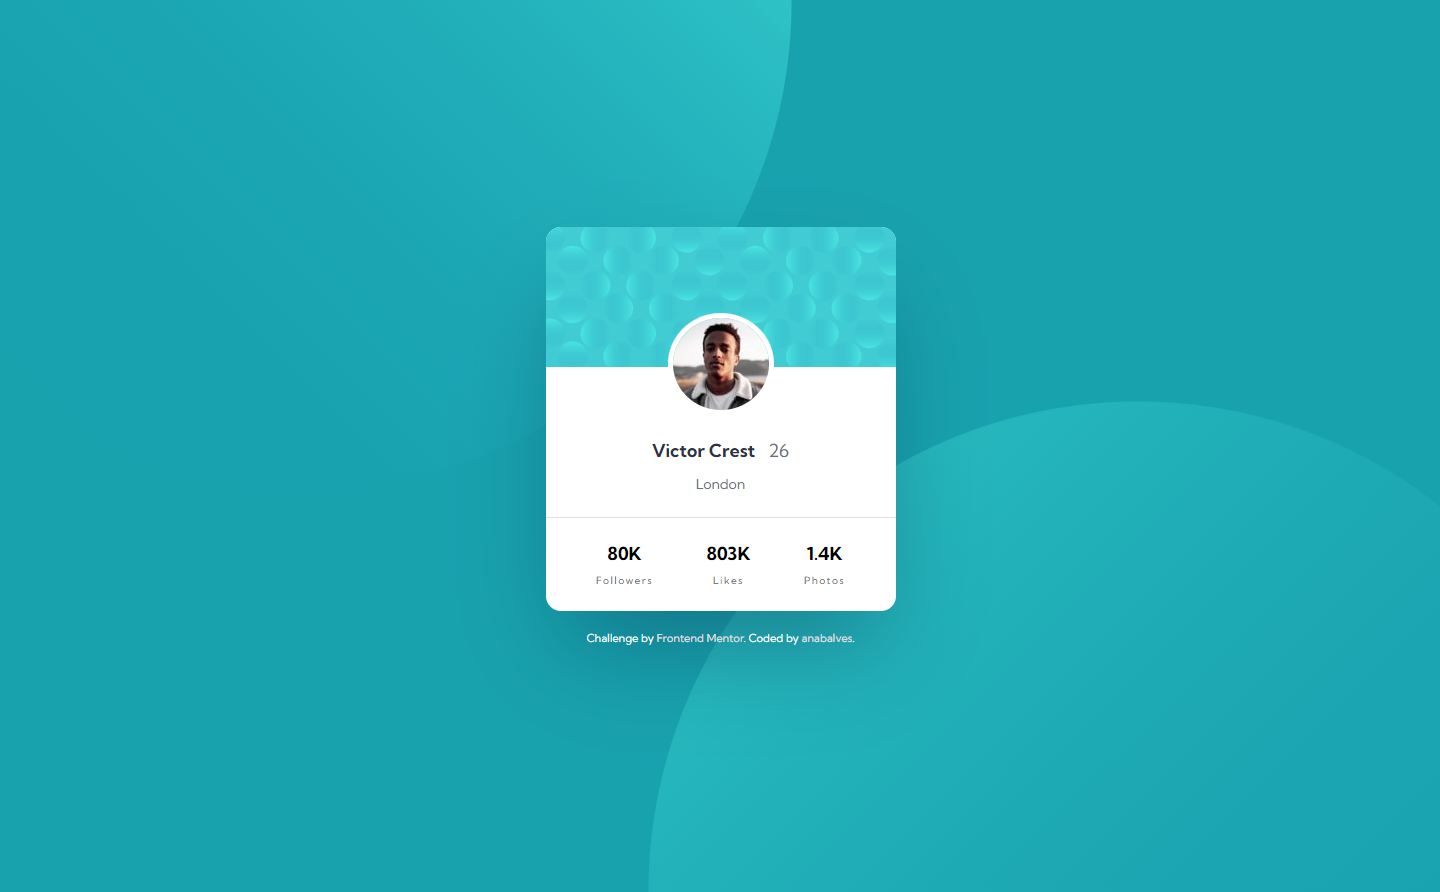 Victor Crest 26
London
80K 803K 1.4K
Followers Likes Photos
Challenge by Frontend Mentor. Coded by anabalves.